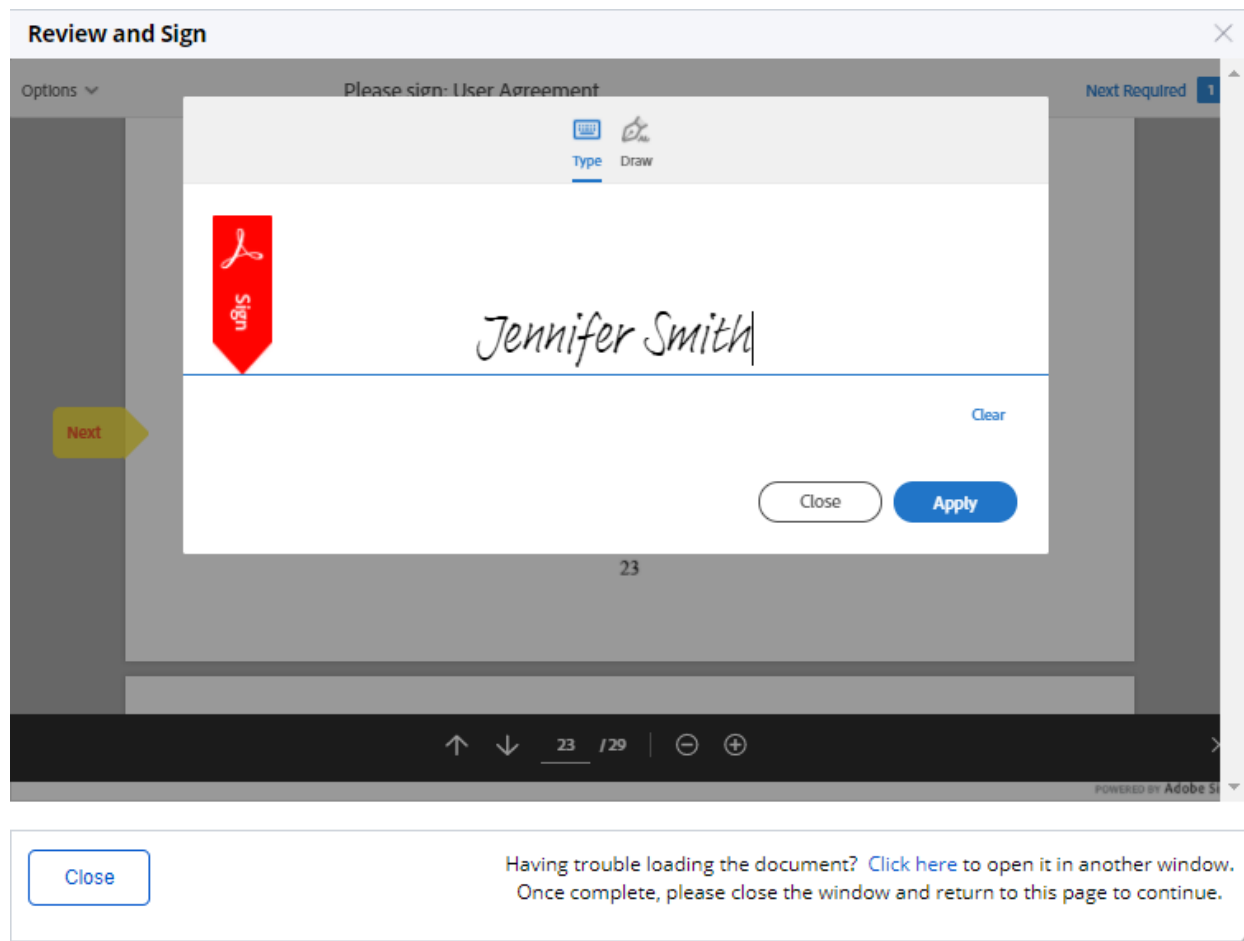 Review and Sign
Options
Please sign: User Agreement
Next Required 1
Type Draw
Sign
Jennifer Smith
Clear
Next
Close Apply
23
23 /29
POWERED BY Adobe Si
Close
Having trouble loading the document? Click here to open it in another window.
Once complete, please close the window and return to this page to continue.